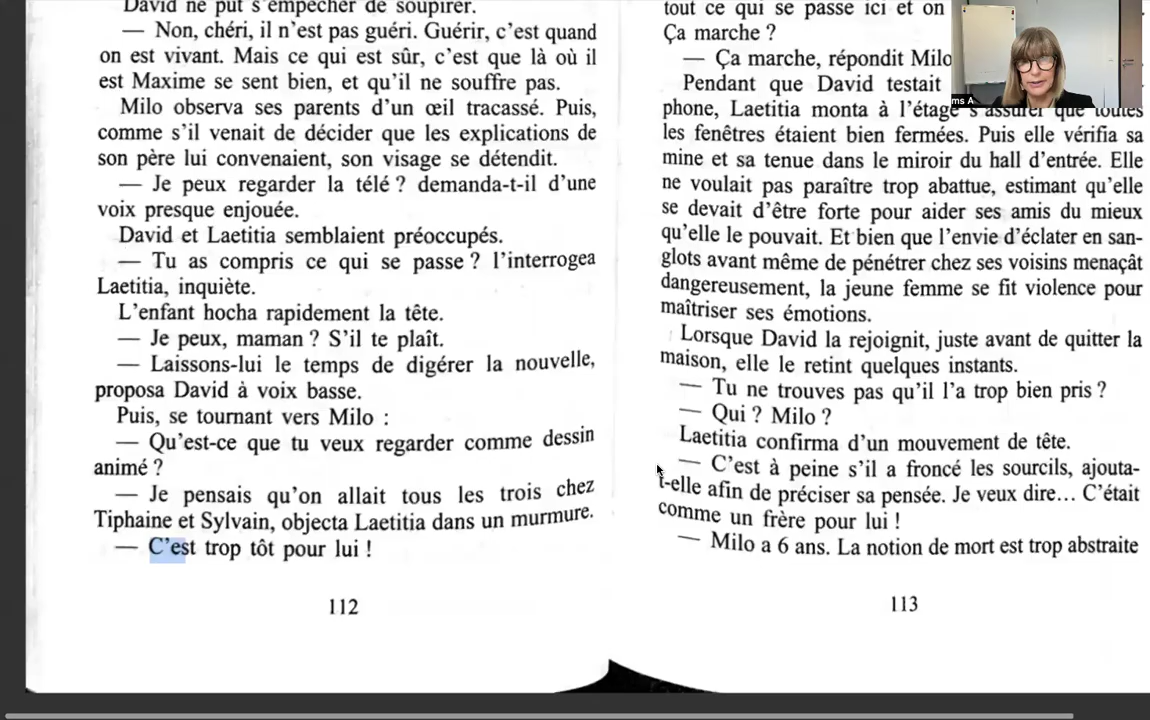 David ne put s'empêcher de soupirer.
— Non, chéri, il n'est pas guéri. Guérir, c'est quand
on est vivant. Mais ce qui est sûr, c'est que là où il
est Maxime se sent bien, et qu'il ne souffre pas.
Milo observa ses parents d'un œil tracassé. Puis,
comme s'il venait de décider que les explications de
son père lui convenaient, son visage se détendit.
— Je peux regarder la télé ? demanda-t-il d'une
voix presque enjouée.
David et Laetitia semblaient préoccupés.
— Tu as compris ce qui se passe ? l'interrogea
Laetitia, inquiète.
L'enfant hocha rapidement la tête.
— Je peux, maman ? S'il te plaît.
— Laissons-lui le temps de digérer la nouvelle,
proposa David à voix basse.
Puis, se tournant vers Milo :
— Qu'est-ce que tu veux regarder comme dessin
animé ?
— Je pensais qu'on allait tous les trois chez
Tiphaine et Sylvain, objecta Laetitia dans un murmure.
— C'est trop tôt pour lui !
112
tout ce qui se passe ici et on
Ça marche ?
— Ça marche, répondit Milo
Pendant que David testait
phone, Laetitia monta à l'étage s'assurer que toutes
les fenêtres étaient bien fermées. Puis elle vérifia sa
mine et sa tenue dans le miroir du hall d'entrée. Elle
ne voulait pas paraître trop abattue, estimant qu'elle
se devait d'être forte pour aider ses amis du mieux
qu'elle le pouvait. Et bien que l'envie d'éclater en san-
glots avant même de pénétrer chez ses voisins menaçât
dangereusement, la jeune femme se fit violence pour
maîtriser ses émotions.
Lorsque David la rejoignit, juste avant de quitter la
maison, elle le retint quelques instants.
— Tu ne trouves pas qu'il l'a trop bien pris ?
— Qui ? Milo ?
Laetitia confirma d'un mouvement de tête.
— C'est à peine s'il a froncé les sourcils, ajouta-
t-elle afin de préciser sa pensée. Je veux dire... C'était
comme un frère pour lui !
— Milo a 6 ans. La notion de mort est trop abstraite
113
ms A